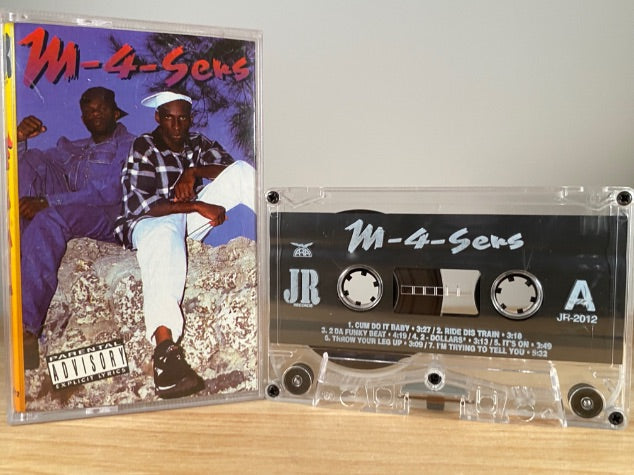 M-4-Sers
PARENTAL
ADVISORY
EXPLICIT LYRICS
M-4-Sers
JR
RECORDS
A
JR-2012
1. CUM DO IT BABY • 3:27 / 2. RIDE DIS TRAIN • 3:18
3. 2 DA FUNKY BEAT • 4:19 / 4. 2 - DOLLARS* • 3:13 / 5. IT'S ON • 3:49
5. THROW YOUR LEG UP • 3:09 / 7. I'M TRYING TO TELL YOU • 5:32